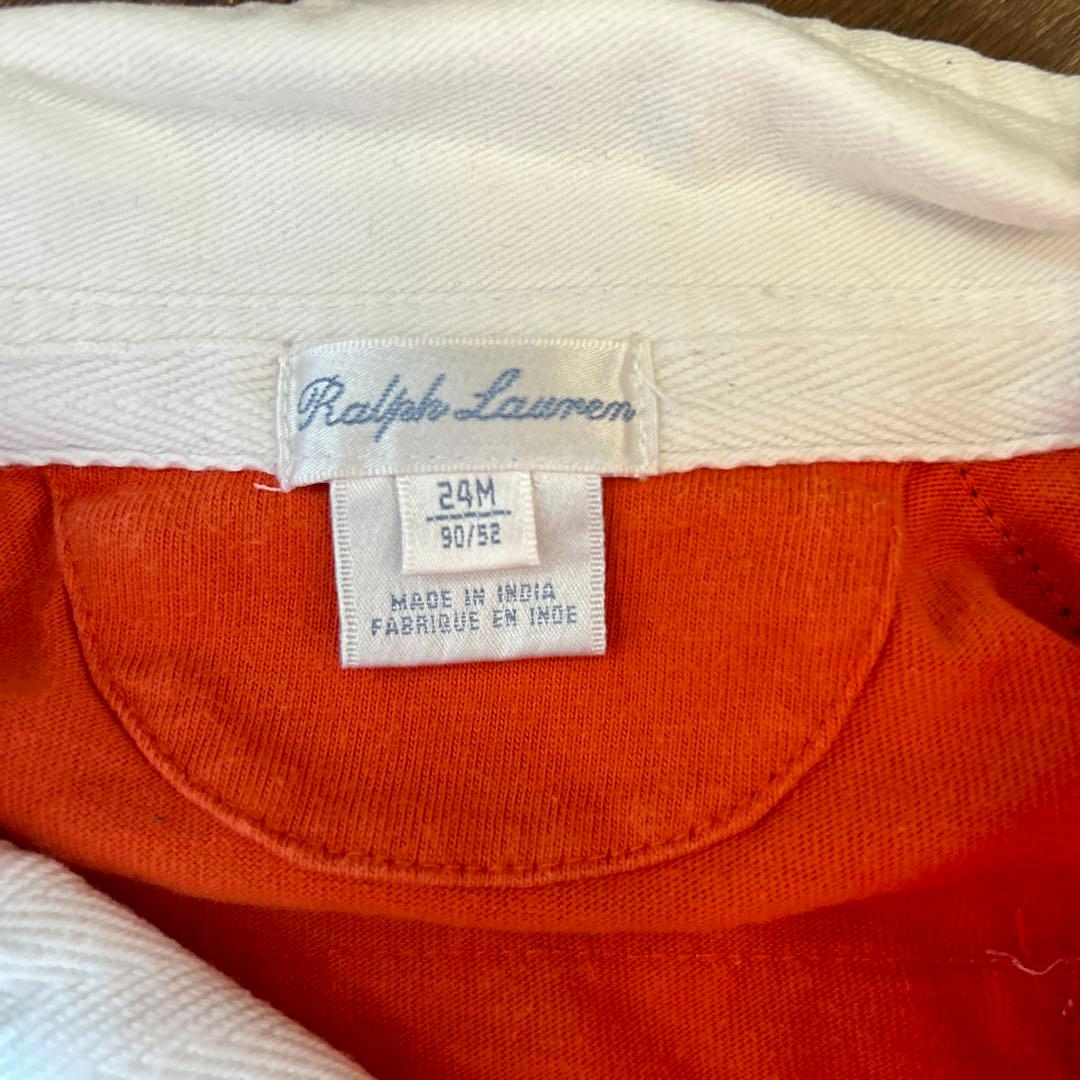 Ralph Lauren
24M
90/52
MADE IN INDIA
FABRIQUE EN INDE